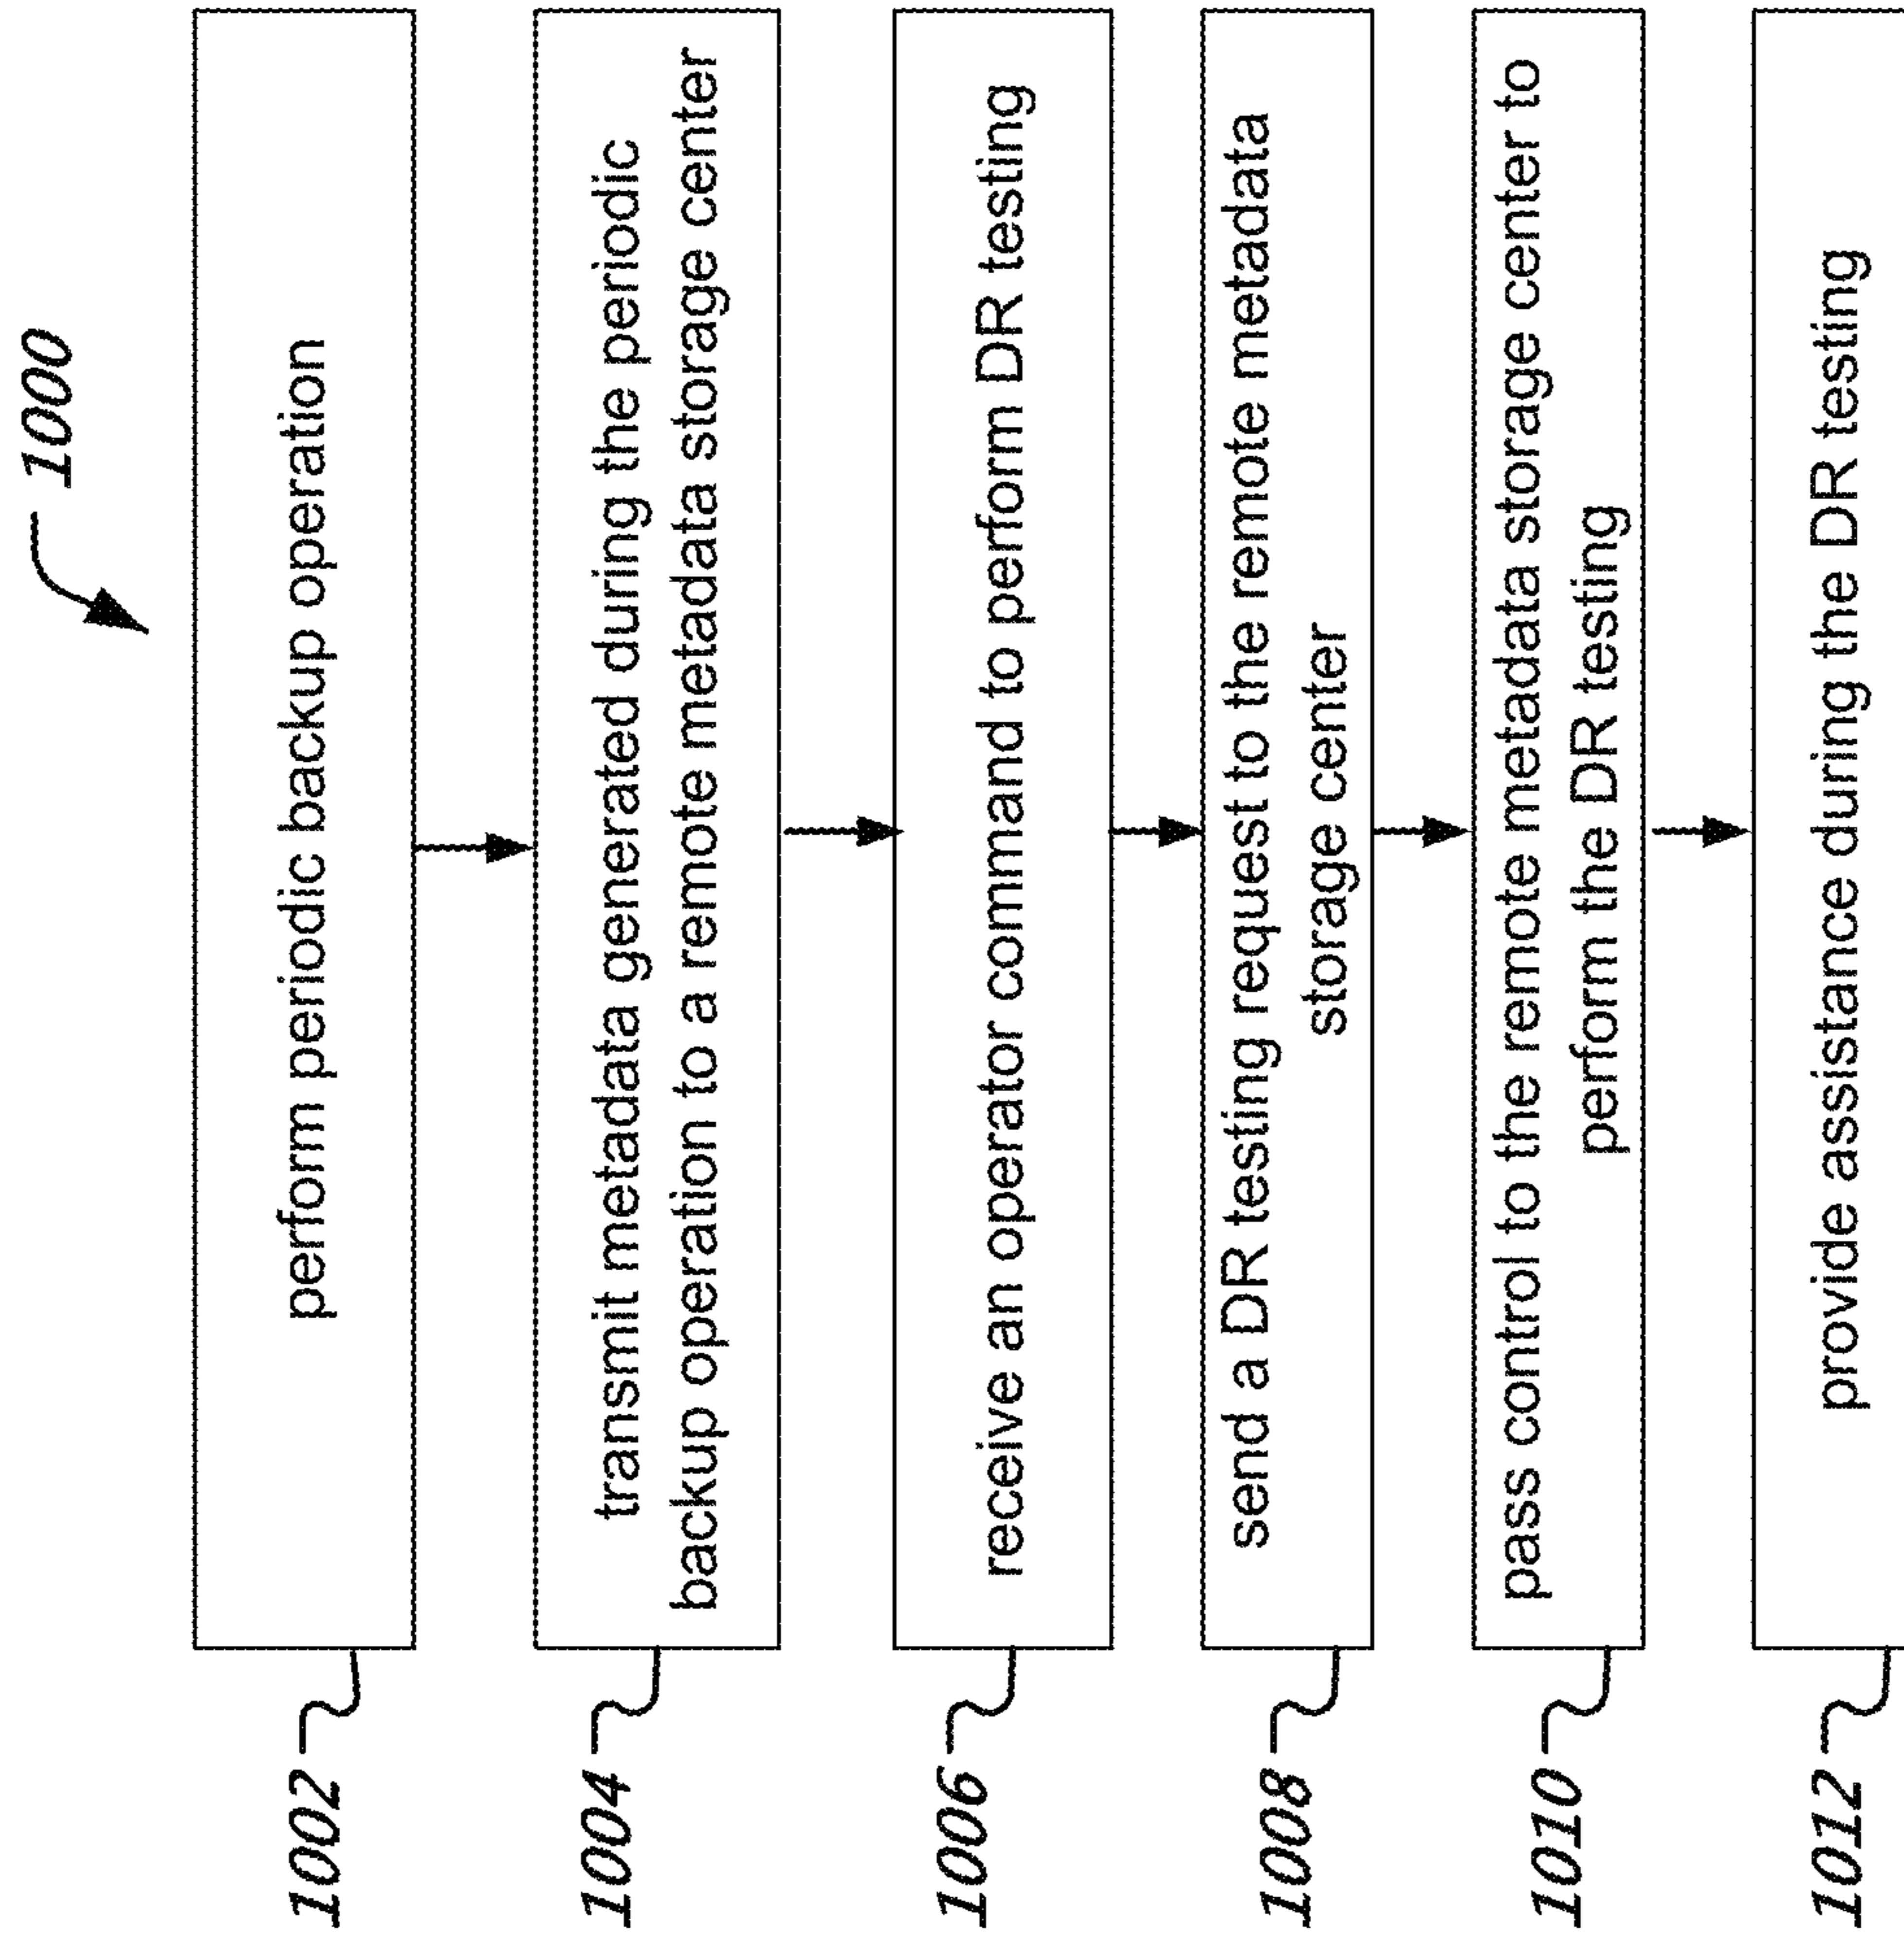 1000
1002
perform periodic backup operation
1004
transmit metadata generated during the periodic
backup operation to a remote metadata storage center
1006
receive an operator command to perform DR testing
1008
send a DR testing request to the remote metadata
storage center
1010
pass control to the remote metadata storage center to
perform the DR testing
1012
provide assistance during the DR testing